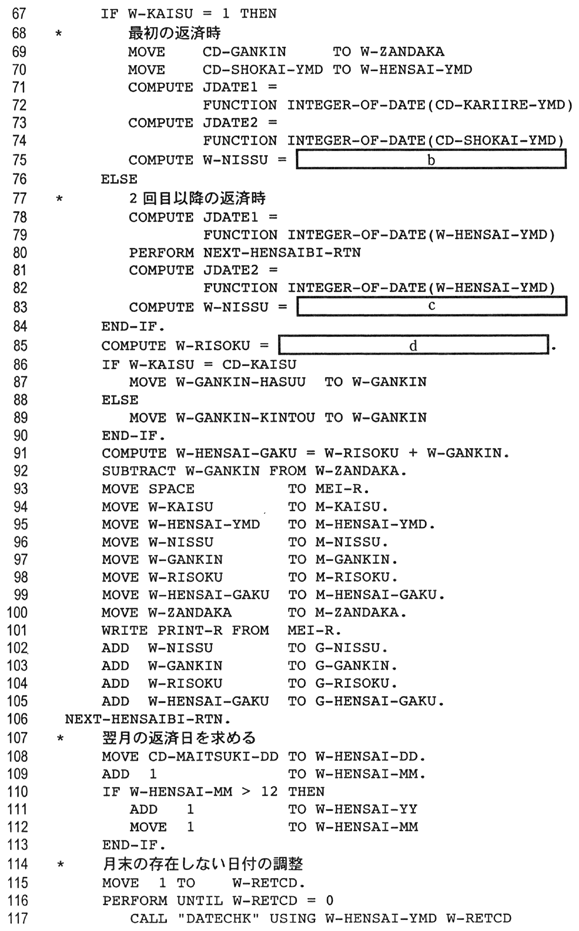 67 IF W-KAISU = 1 THEN
68 * 最初の返済時
69 MOVE CD-GANKIN TO W-ZANDAKA
70 MOVE CD-SHOKAI-YMD TO W-HENSAI-YMD
71 COMPUTE JDATE1 =
72 FUNCTION INTEGER-OF-DATE(CD-KARIIRE-YMD)
73 COMPUTE JDATE2 =
74 FUNCTION INTEGER-OF-DATE(CD-SHOKAI-YMD)
75 COMPUTE W-NISSU = b
76 ELSE
77 * 2回目以降の返済時
78 COMPUTE JDATE1 =
79 FUNCTION INTEGER-OF-DATE(W-HENSAI-YMD)
80 PERFORM NEXT-HENSAIBI-RTN
81 COMPUTE JDATE2 =
82 FUNCTION INTEGER-OF-DATE(W-HENSAI-YMD)
83 COMPUTE W-NISSU = c
84 END-IF.
85 COMPUTE W-RISOKU = d .
86 IF W-KAISU = CD-KAISU
87 MOVE W-GANKIN-HASUU TO W-GANKIN
88 ELSE
89 MOVE W-GANKIN-KINTOU TO W-GANKIN
90 END-IF.
91 COMPUTE W-HENSAI-GAKU = W-RISOKU + W-GANKIN.
92 SUBTRACT W-GANKIN FROM W-ZANDAKA.
93 MOVE SPACE TO MEI-R.
94 MOVE W-KAISU TO M-KAISU.
95 MOVE W-HENSAI-YMD TO M-HENSAI-YMD.
96 MOVE W-NISSU TO M-NISSU.
97 MOVE W-GANKIN TO M-GANKIN.
98 MOVE W-RISOKU TO M-RISOKU.
99 MOVE W-HENSAI-GAKU TO M-HENSAI-GAKU.
100 MOVE W-ZANDAKA TO M-ZANDAKA.
101 WRITE PRINT-R FROM MEI-R.
102 ADD W-NISSU TO G-NISSU.
103 ADD W-GANKIN TO G-GANKIN.
104 ADD W-RISOKU TO G-RISOKU.
105 ADD W-HENSAI-GAKU TO G-HENSAI-GAKU.
106 NEXT-HENSAIBI-RTN.
107 * 翌月の返済日を求める
108 MOVE CD-MAITSUKI-DD TO W-HENSAI-DD.
109 ADD 1 TO W-HENSAI-MM.
110 IF W-HENSAI-MM > 12 THEN
111 ADD 1 TO W-HENSAI-YY
112 MOVE 1 TO W-HENSAI-MM
113 END-IF.
114 * 月末の存在しない日付の調整
115 MOVE 1 TO W-RETCD.
116 PERFORM UNTIL W-RETCD = 0
117 CALL "DATECHK" USING W-HENSAI-YMD W-RETCD